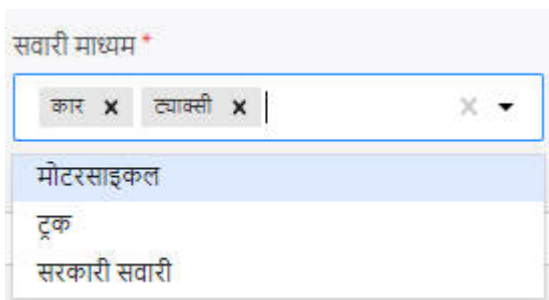 सवारी माध्यम *
कार x ट्याक्सी x
मोटरसाइकल
ट्रक
सरकारी सवारी